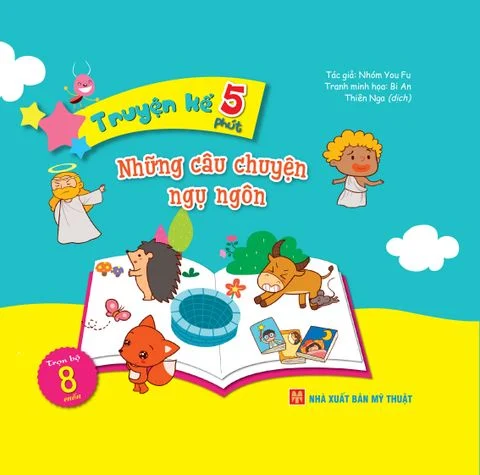 Tác giả: Nhóm You Fu
Tranh minh họa: Bi An
Thiên Nga (dịch)
Truyện kể 5 phút
Những câu chuyện
ngụ ngôn
Trọn bộ
8
cuốn
NHÀ XUẤT BẢN MỸ THUẬT